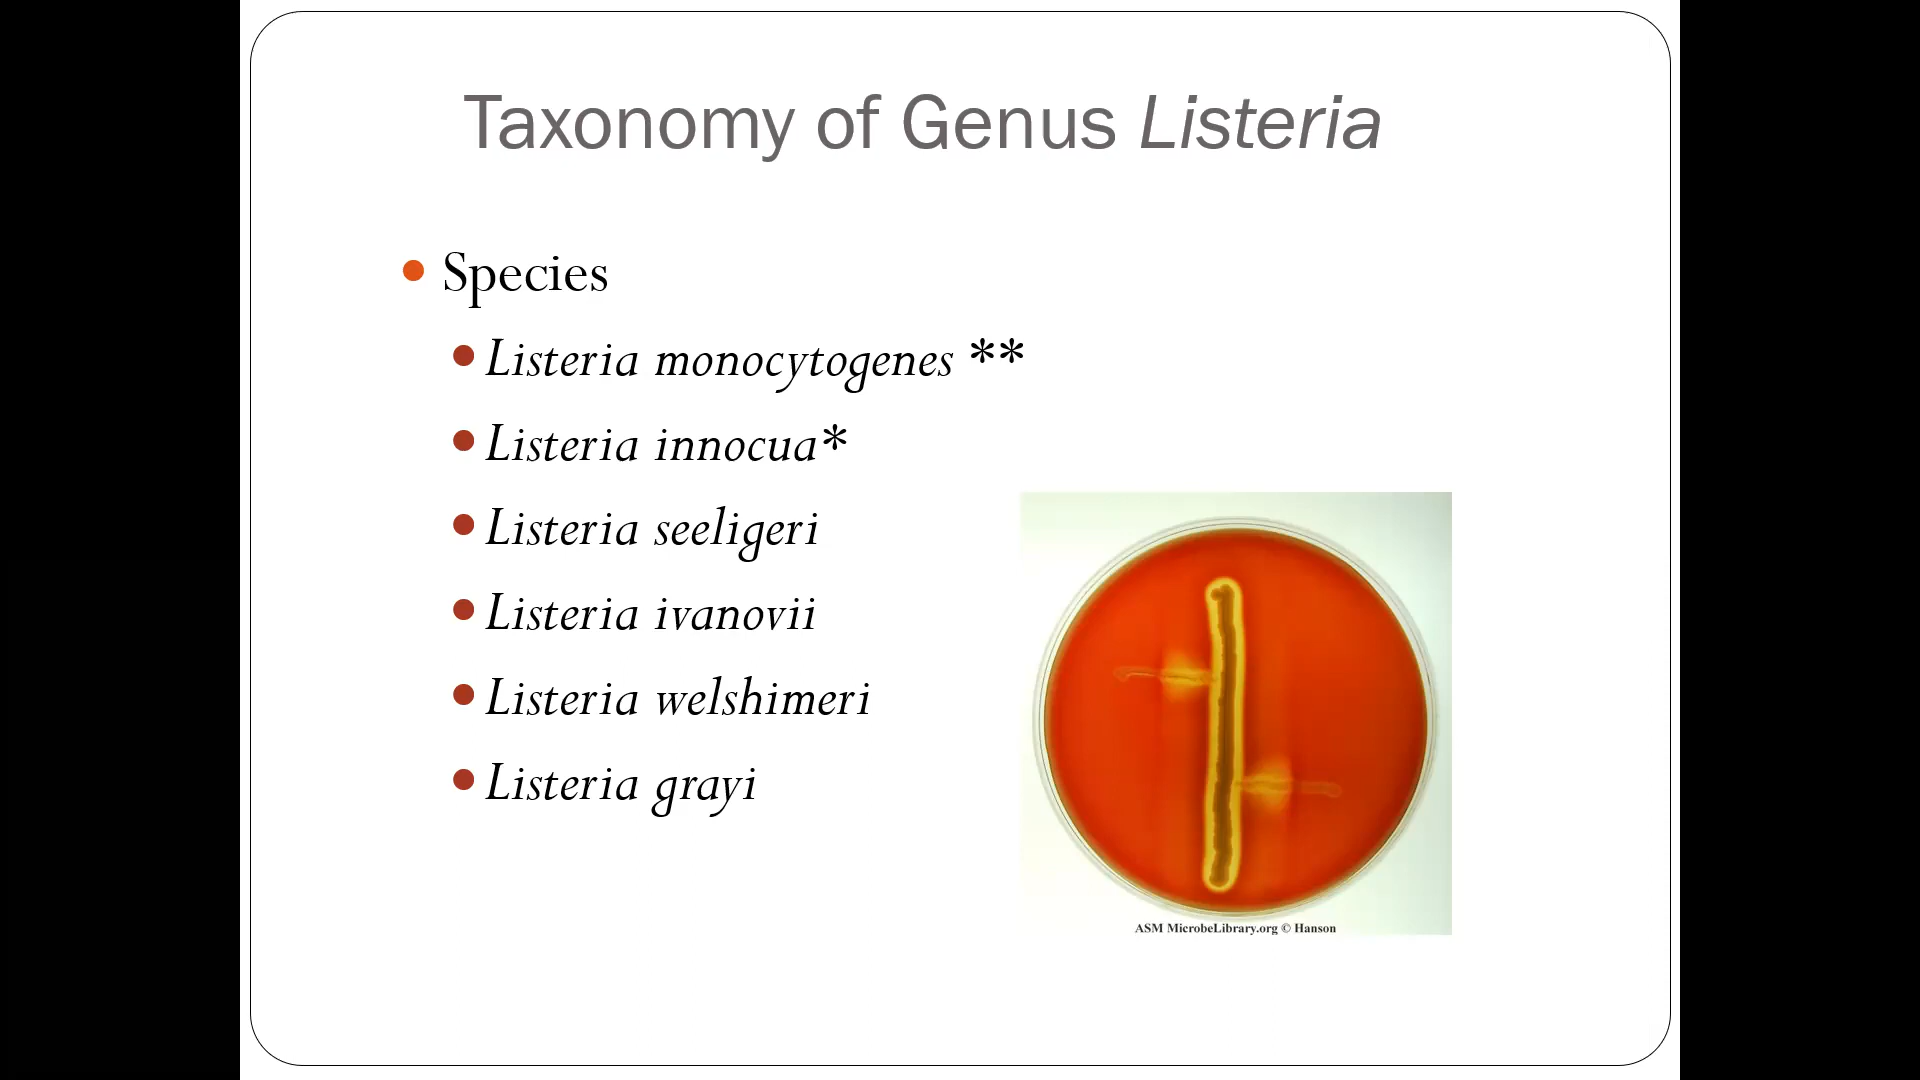 Taxonomy of Genus Listeria
Species
Listeria monocytogenes **
Listeria innocua*
Listeria seeligeri
Listeria ivanovii
Listeria welshimeri
Listeria grayi
ASM MicrobeLibrary.org © Hanson